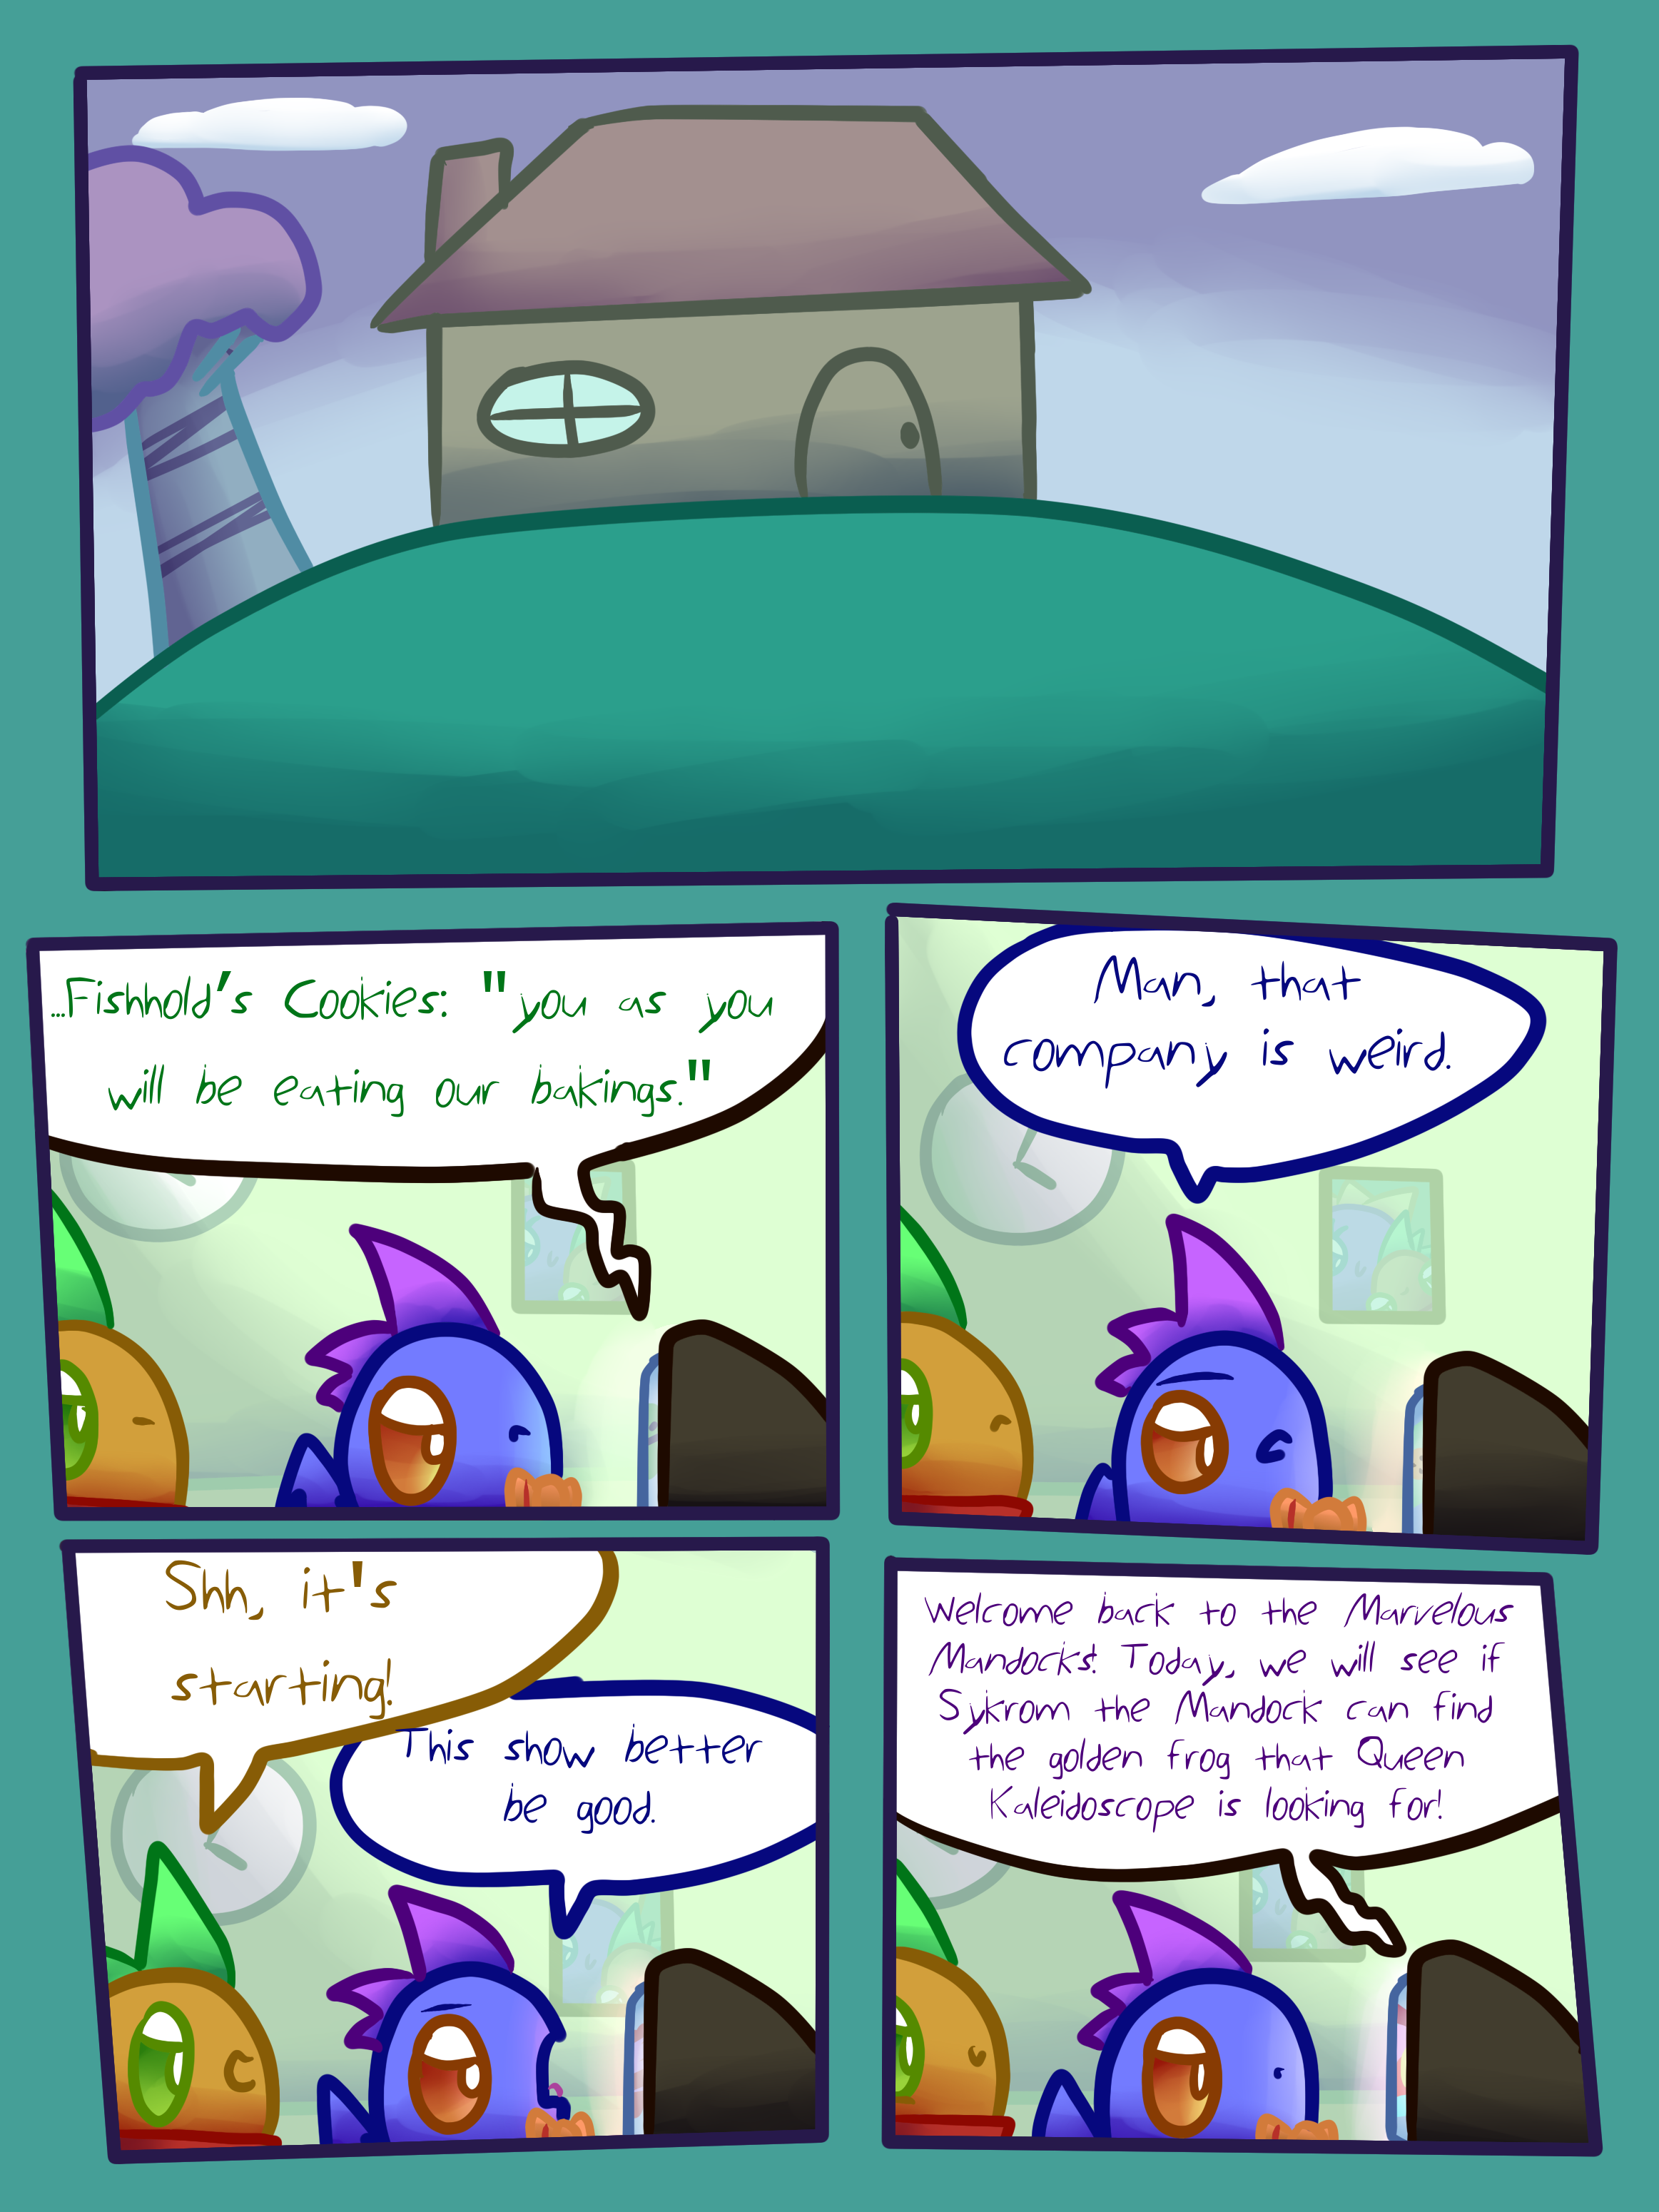 ...Fishhold's Cookies: "you as you
will be eating our bakings."
Man, that
company is weird.
Shh, it's
starting!
This show better
be good.
Welcome back to the Marvelous
Mandocks! Today, we will see if
Sykrom the Mandock can find
the golden frog that Queen
Kaleidoscope is looking for!